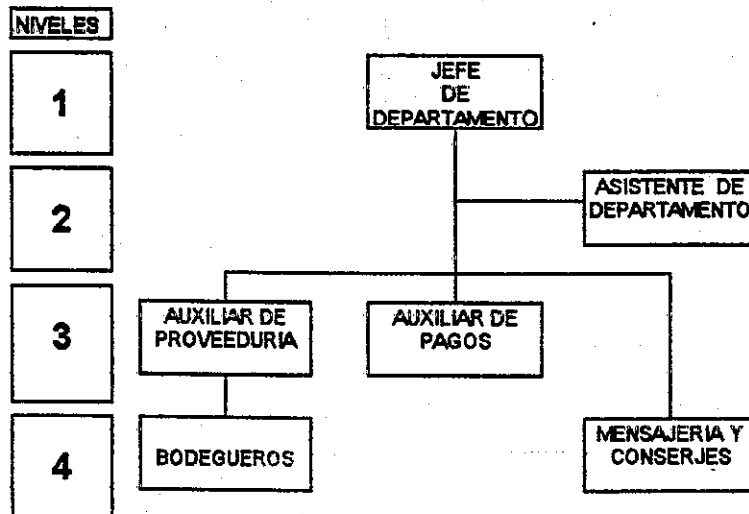 NIVELES
1
JEFE
DE
DEPARTAMENTO
2
ASISTENTE DE
DEPARTAMENTO
3
AUXILIAR DE
PROVEEDURIA
AUXILIAR DE
PAGOS
4
BODEGUEROS
MENSAJERIA Y
CONSERJES